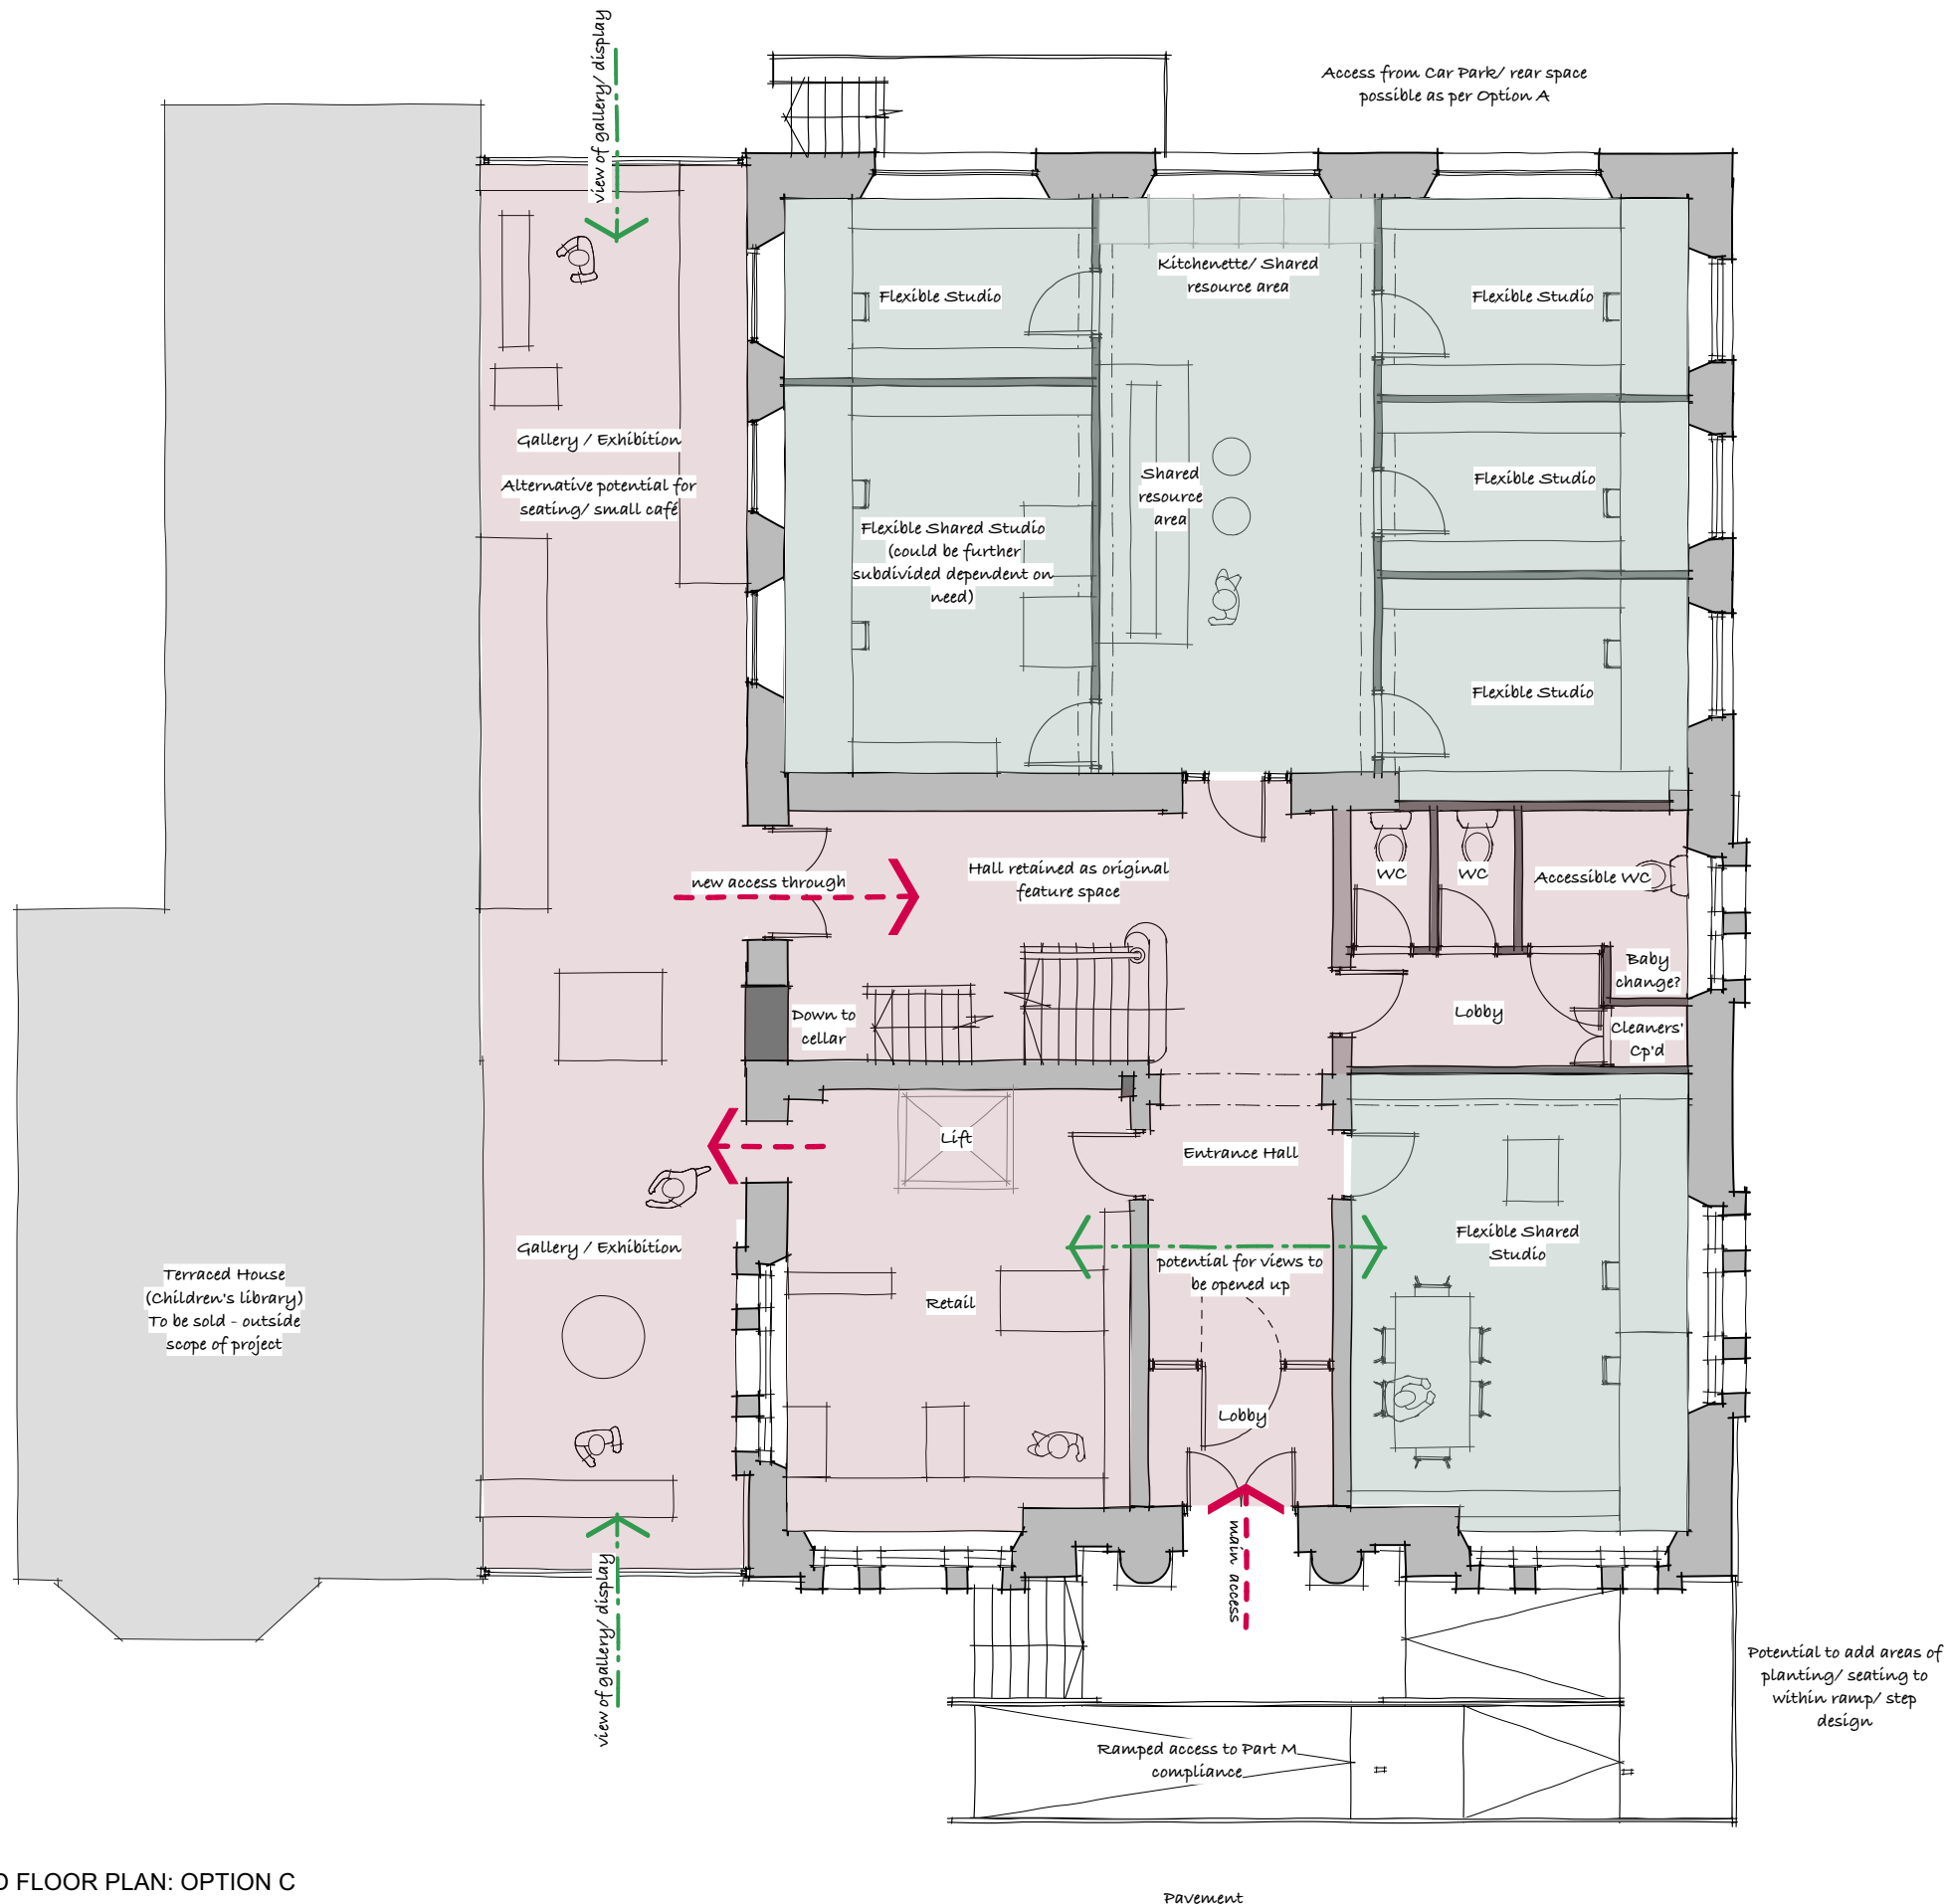 view of gallery/ display
Access from Car Park/ rear space
possible as per Option A
Kitchenette/ Shared
resource area
Flexible Studio
Flexible Studio
Gallery / Exhibition
Alternative potential for
seating/ small café
Shared
resource
area
Flexible Studio
Flexible Shared Studio
(could be further
subdivided dependent on
need)
Flexible Studio
new access through
Hall retained as original
feature space
WC
WC
Accessible WC
Baby
change?
Down to
cellar
Lobby
Cleaners'
Cp'd
Lift
Entrance Hall
Gallery / Exhibition
Flexible Shared
Studio
potential for views to
be opened up
Terraced House
(Children's library)
To be sold - outside
scope of project
Retail
Lobby
main access
view of gallery/ display
Potential to add areas of
planting/ seating to
within ramp/ step
design
Ramped access to Part M
compliance
FLOOR PLAN: OPTION C
Pavement